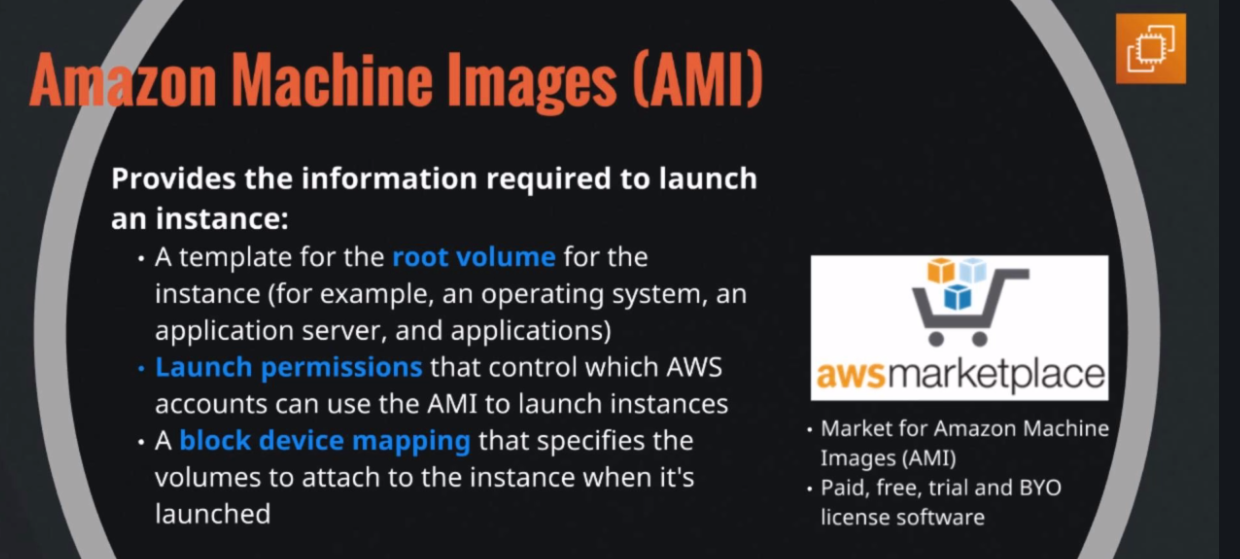 Amazon Machine Images (AMI)
Provides the information required to launch
an instance:
• A template for the root volume for the
instance (for example, an operating system, an
application server, and applications)
• Launch permissions that control which AWS
accounts can use the AMI to launch instances
• A block device mapping that specifies the
volumes to attach to the instance when it's
launched
awsmarketplace
• Market for Amazon Machine
Images (AMI)
• Paid, free, trial and BYO
license software